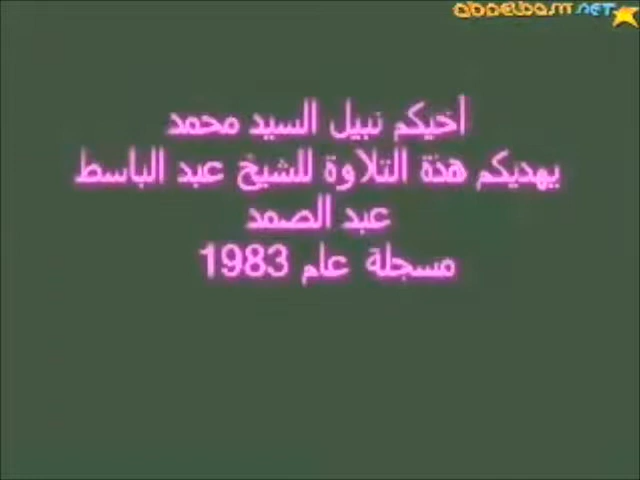 abdelbasit.net
أخيكم نبيل السيد محمد
يهديكم هذة التلاوة للشيخ عبد الباسط
عبد الصمد
مسجلة عام 1983